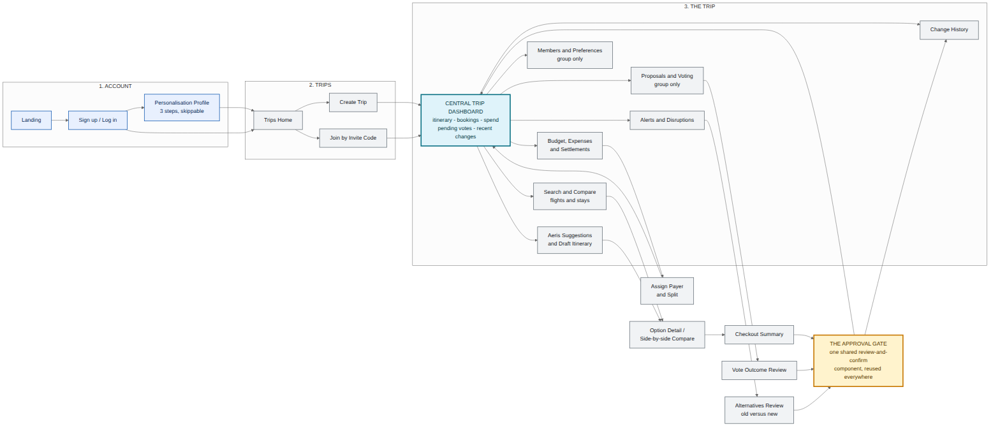 1. ACCOUNT
Landing
Sign up / Log in
Personalisation Profile
3 steps, skippable
2. TRIPS
Trips Home
Create Trip
Join by Invite Code
3. THE TRIP
CENTRAL TRIP
DASHBOARD
itinerary - bookings - spend
pending votes - recent
changes
Members and Preferences
group only
Proposals and Voting
group only
Alerts and Disruptions
Budget, Expenses
and Settlements
Search and Compare
flights and stays
Aeris Suggestions
and Draft Itinerary
Change History
Assign Payer
and Split
Option Detail /
Side-by-side Compare
Checkout Summary
Vote Outcome Review
Alternatives Review
old versus new
THE APPROVAL GATE
one shared review-and-
confirm
component, reused
everywhere